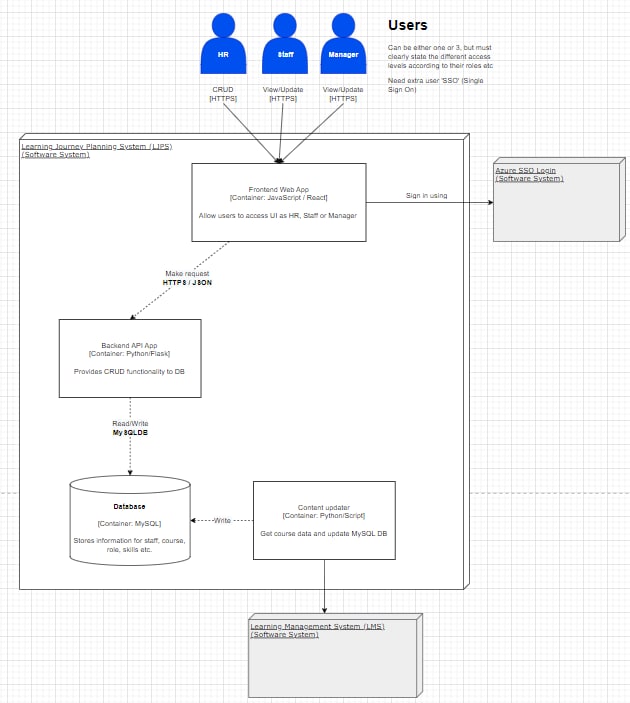 Users
HR
Staff
Manager
Can be either one or 3, but must
clearly state the different access
levels according to their roles etc
Need extra user 'SSO' (Single
Sign On)
CRUD
[HTTPS]
View/Update
[HTTPS]
View/Update
[HTTPS]
Learning Journey Planning System (LJPS)
(Software System)
Frontend Web App
[Container: JavaScript / React]
Allow users to access UI as HR, Staff or Manager
Sign in using
Azure SSO Login
(Software System)
Make request
HTTPS / JSON
Backend API App
[Container: Python/Flask]
Provides CRUD functionality to DB
Read/Write
MySQLDB
Database
[Container: MySQL]
Stores information for staff, course,
role, skills etc.
Write
Content updater
[Container: Python/Script]
Get course data and update MySQL DB
Learning Management System (LMS)
(Software System)